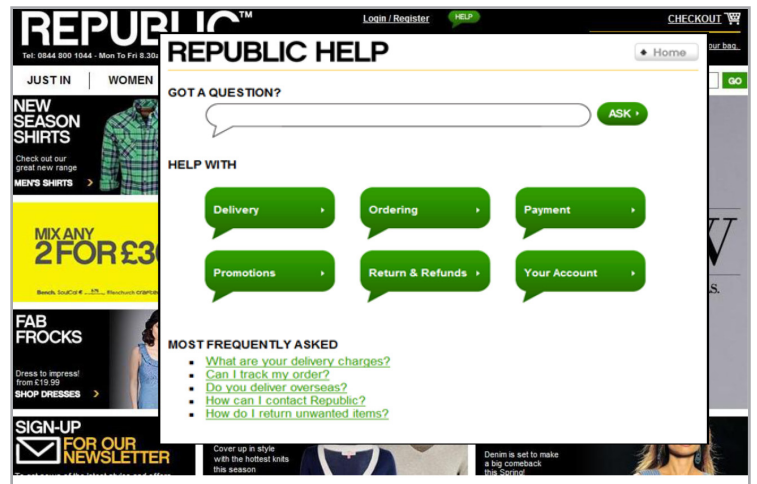 REPUBLIC™
Login / Register
HELP
CHECKOUT
Tel: 0844 800 1044 - Mon To Fri 8.30
our bag
JUST IN
WOMEN
GO
REPUBLIC HELP
Home
GOT A QUESTION?
ASK
HELP WITH
Delivery
Ordering
Payment
Promotions
Return & Refunds
Your Account
MOST FREQUENTLY ASKED
What are your delivery charges?
Can I track my order?
Do you deliver overseas?
How can I contact Republic?
How do I return unwanted items?
NEW
SEASON
SHIRTS
Check out our
great new range
MEN'S SHIRTS
MIX ANY
2 FOR £3
Bench. SoulCal
FAB
FROCKS
Dress to impress!
from £19.99
SHOP DRESSES
SIGN-UP
FOR OUR
NEWSLETTER
Cover up in style
with the hottest knits
this season
Denim is set to make
a big comeback
this Spring!